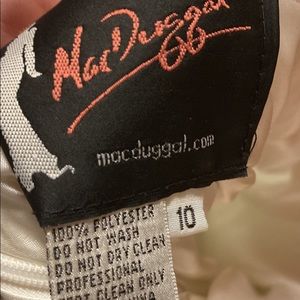 Mac Duggal
macduggal.com
10
100% POLYESTER
DO NOT WASH
DO NOT DRY CLEAN
PROFESSIONAL
CLEAN ONLY